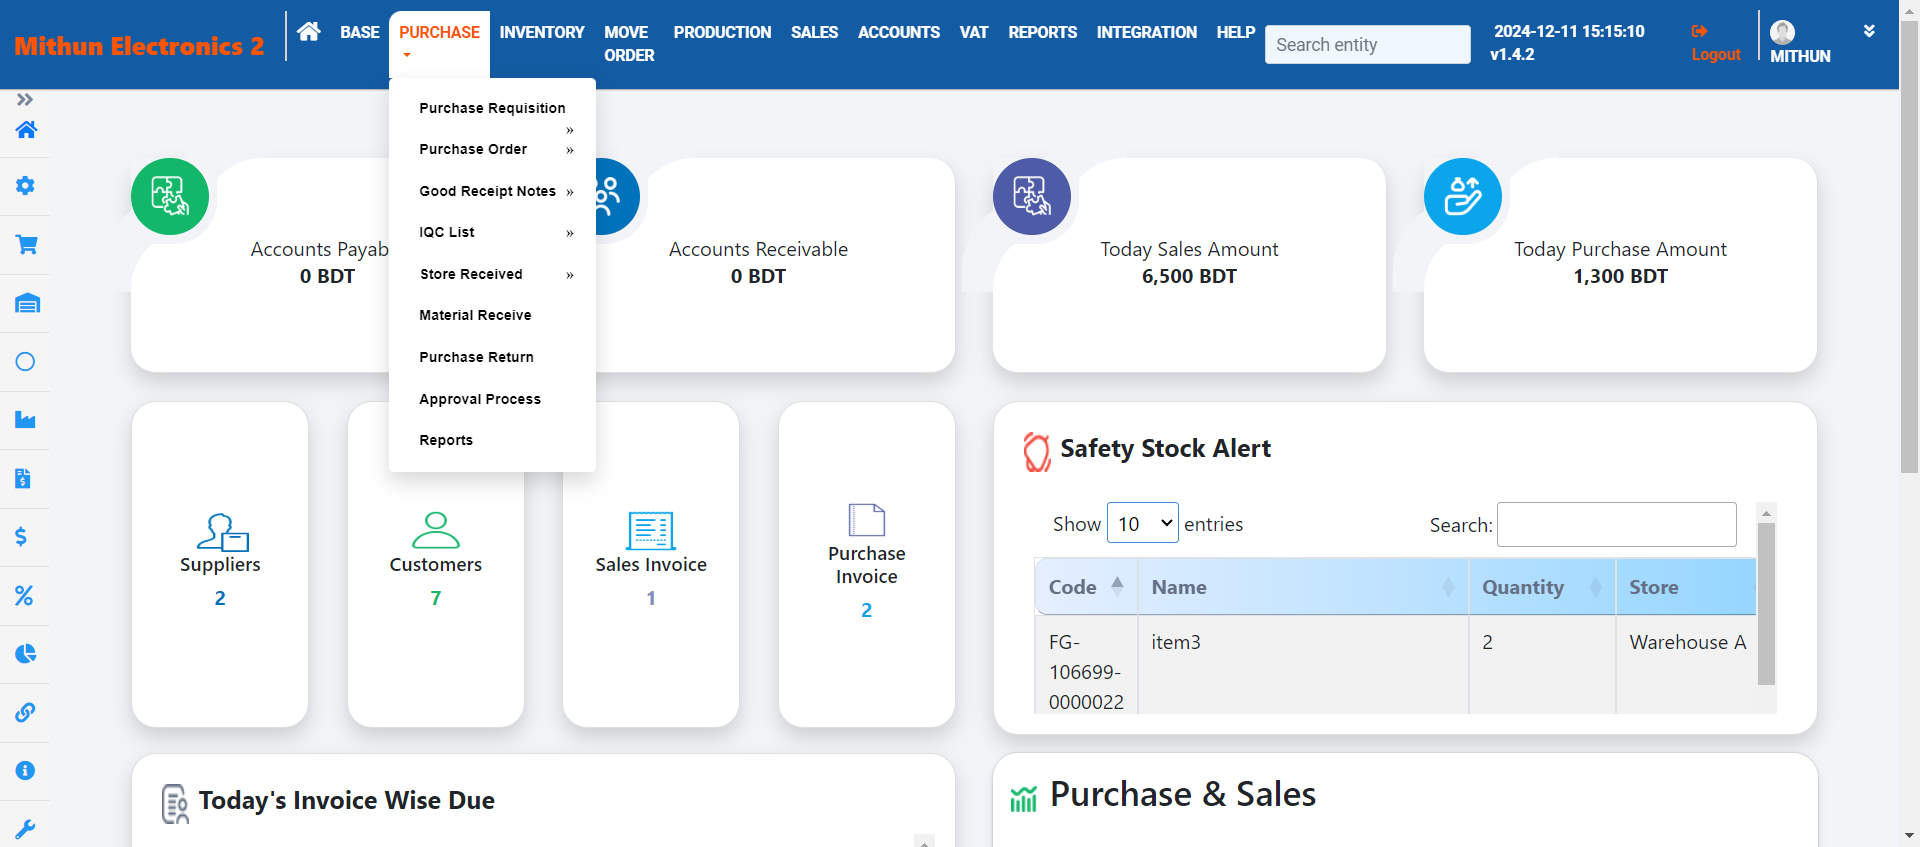 Mithun Electronics 2
BASE
PURCHASE
INVENTORY
MOVE
ORDER
PRODUCTION
SALES
ACCOUNTS
VAT
REPORTS
INTEGRATION
HELP
Search entity
2024-12-11 15:15:10
v1.4.2
Logout
MITHUN
Purchase Requisition »
Purchase Order »
Good Receipt Notes »
IQC List »
Store Received »
Material Receive
Purchase Return
Approval Process
Reports
Accounts Payab
0 BDT
Accounts Receivable
0 BDT
Today Sales Amount
6,500 BDT
Today Purchase Amount
1,300 BDT
Suppliers
2
Customers
7
Sales Invoice
1
Purchase
Invoice
2
Safety Stock Alert
Show 10 entries
Search:
Code Name Quantity Store
FG-
106699-
0000022
item3
2
Warehouse A
Today's Invoice Wise Due
Purchase & Sales